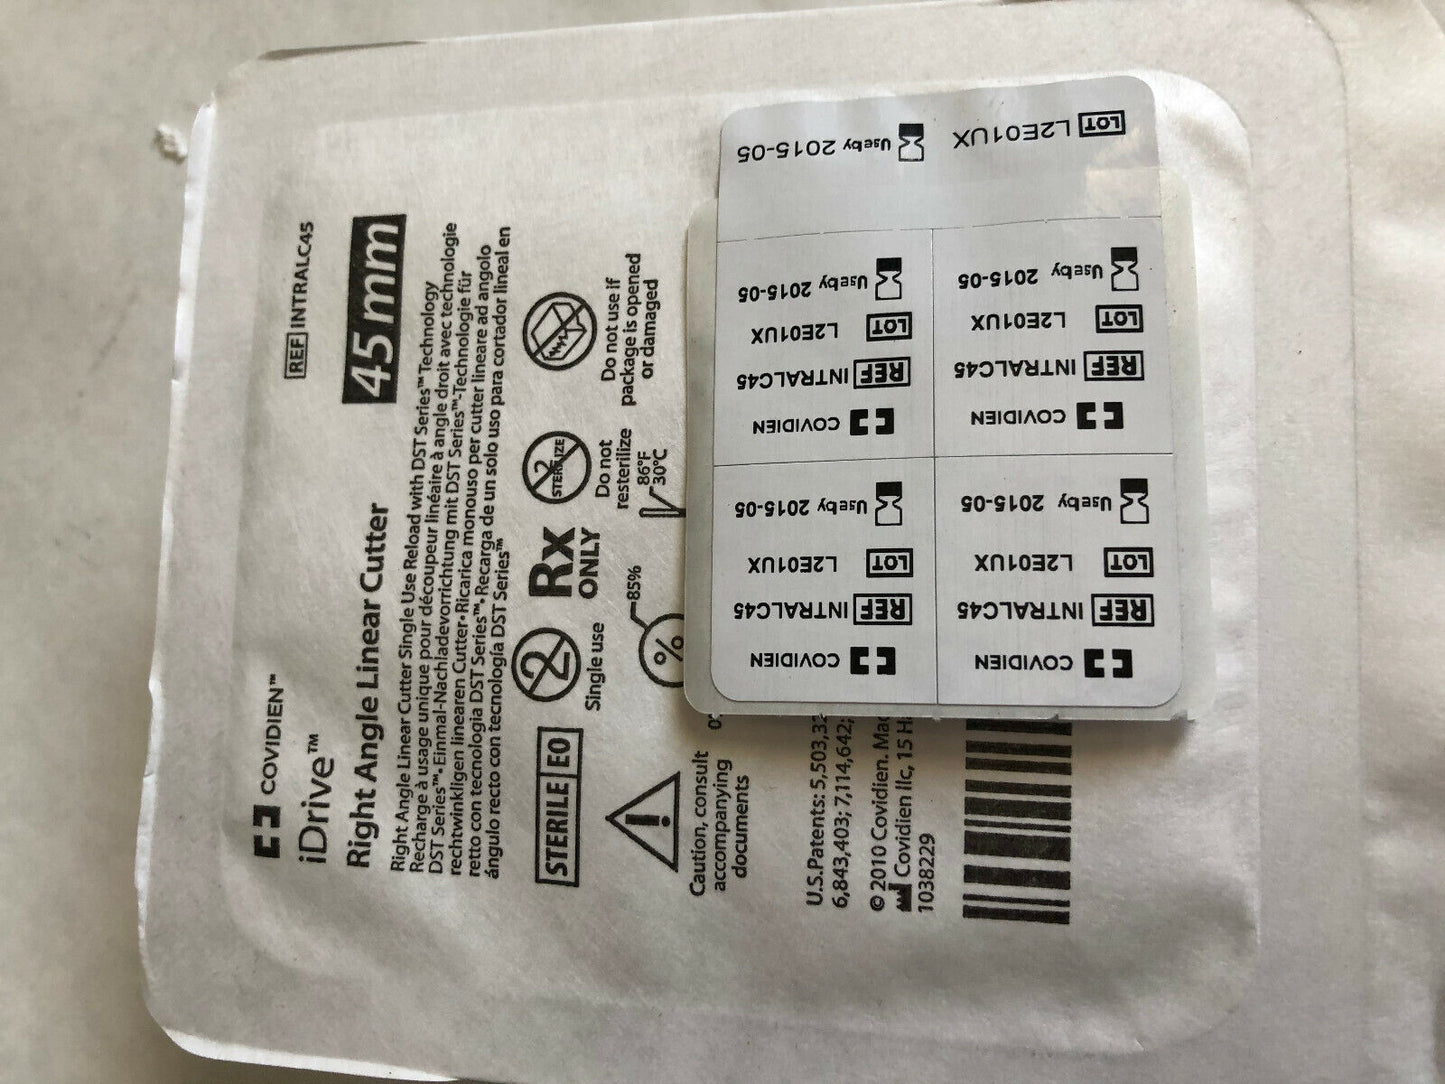 COVIDIEN™
iDrive™
REF INTRALC45
Right Angle Linear Cutter
45mm
Right Angle Linear Cutter Single Use Reload with DST Series™ Technology
Recharge à usage unique pour découpeur linéaire à angle droit avec technologie
DST Series™•Einmal-Nachladevorrichtung mit DST Series™-Technologie für
rechtwinkligen linearen Cutter•Ricarica monouso per cutter lineare ad angolo
retto con tecnologia DST Series™•Recarga de un solo uso para cortador lineal en
ángulo recto con tecnología DST Series™
STERILE EO
2
Single use
Rx
ONLY
2
STERILIZE
Do not
resterilize
Do not use if
package is opened
or damaged
Caution, consult
accompanying
documents
%
85%
86°F
30°C
U.S.Patents: 5,503,32
6,843,403; 7,114,642;
©2010 Covidien.
Covidien llc, 15
1038229
LOT L2E01UX
Use by 2015-05
COVIDIEN
REF INTRALC45
LOT L2E01UX
Use by 2015-05
COVIDIEN
REF INTRALC45
LOT L2E01UX
Use by 2015-05
COVIDIEN
REF INTRALC45
LOT L2E01UX
Use by 2015-05
COVIDIEN
REF INTRALC45
LOT L2E01UX
Use by 2015-05